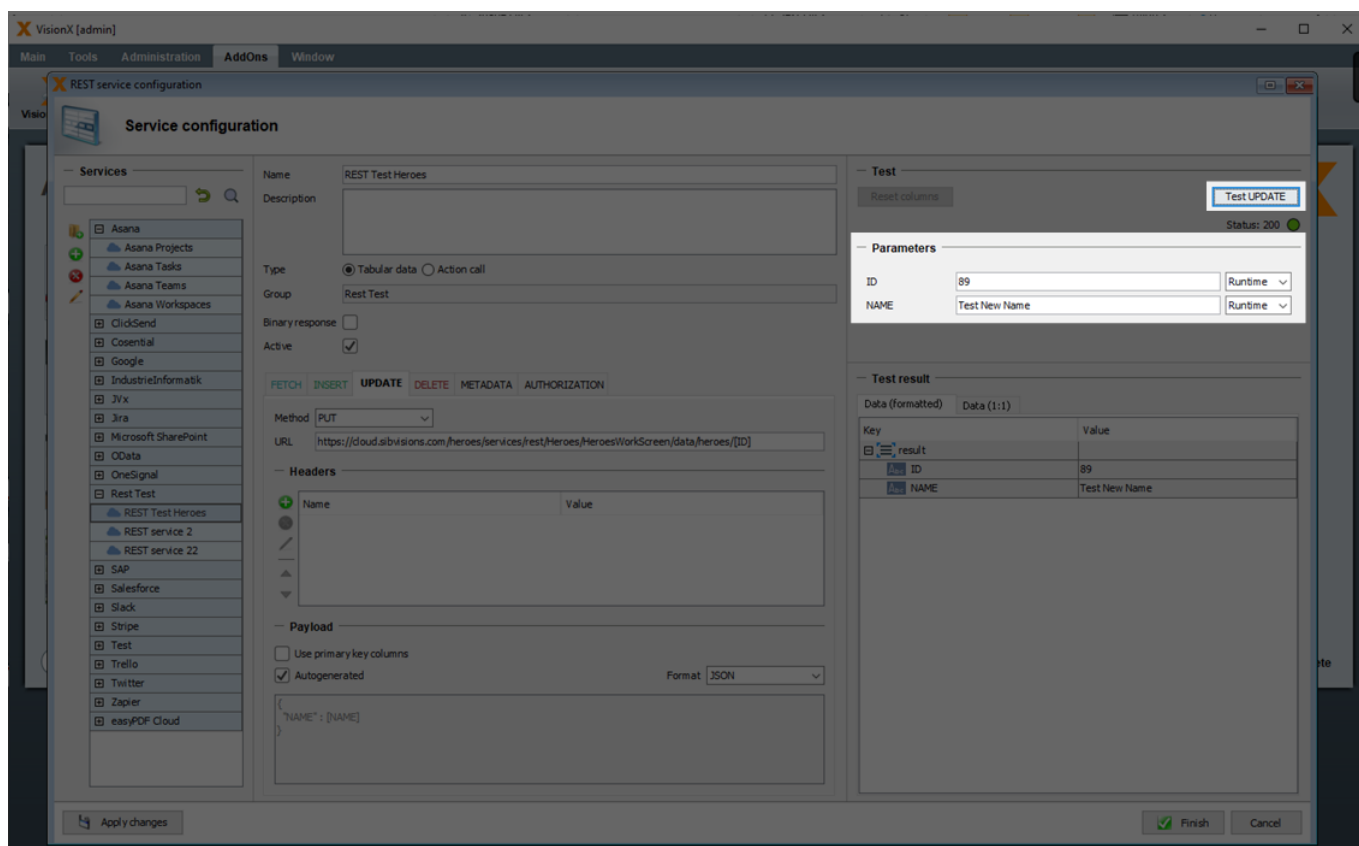 VisionX [admin]
Main Tools Administration AddOns Window
REST service configuration
Visio
Service configuration
Services
Asana
Asana Projects
Asana Tasks
Asana Teams
Asana Workspaces
ClickSend
Cosential
Google
IndustrieInformatik
JVx
Jira
Microsoft SharePoint
OData
OneSignal
Rest Test
REST Test Heroes
REST service 2
REST service 22
SAP
Salesforce
Slack
Stripe
Test
Trello
Twitter
Zapier
easyPDF Cloud
Name REST Test Heroes
Description
Type Tabular data Action call
Group Rest Test
Binary response
Active
FETCH INSERT UPDATE DELETE METADATA AUTHORIZATION
Method PUT
URL https://cloud.sibvisions.com/heroes/services/rest/Heroes/HeroesWorkScreen/data/heroes/[ID]
Headers
Name Value
Payload
Use primary key columns
Autogenerated Format JSON
{
"NAME" : [NAME]
}
Test
Reset columns Test UPDATE
Status: 200
Parameters
ID 89 Runtime
NAME Test New Name Runtime
Test result
Data (formatted) Data (1:1)
Key Value
result
Abc ID 89
Abc NAME Test New Name
ete
Apply changes Finish Cancel